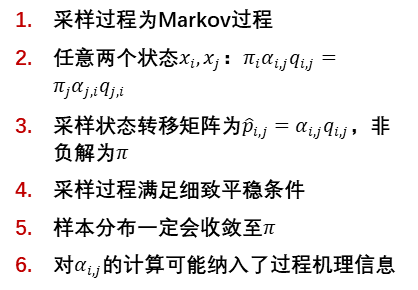 1. 采样过程为Markov过程
2. 任意两个状态𝑥ᵢ, 𝑥ⱼ：𝜋ᵢ𝛼ᵢ,ⱼ𝑞ᵢ,ⱼ =
𝜋ⱼ𝛼ⱼ,ᵢ𝑞ⱼ,ᵢ
3. 采样状态转移矩阵为𝑝̂ᵢ,ⱼ = 𝛼ᵢ,ⱼ𝑞ᵢ,ⱼ，非
负解为𝜋
4. 采样过程满足细致平稳条件
5. 样本分布一定会收敛至𝜋
6. 对𝛼ᵢ,ⱼ的计算可能纳入了过程机理信息